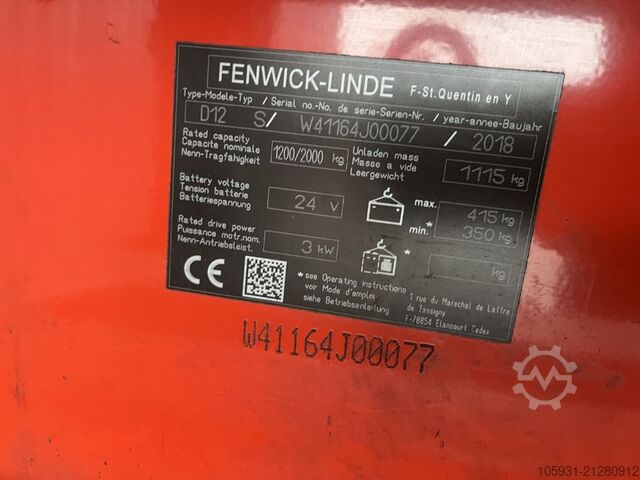 FENWICK-LINDE F-St.Quentin en Y
Type-Modele-Typ / Serial no.-No. de serie-Serien-Nr. / year-annee-Baujahr
D12 S / W41164J00077 / 2018
Rated capacity
Capacite nominale
Nenn-Tragfähigkeit
1200/2000 kg
Unladen mass
Masse a vide
Leergewicht
1115 kg
Battery voltage
Tension batterie
Batteriespannung
24 V
max. 415 kg
min.* 350 kg
Rated drive power
Puissance motr.nom.
Nenn-Antriebsleist.
3 kW
* kg
CE
*see Operating instructions
voir Mode d'emploi
siehe Betriebsanleitung
1 rue du Marechal de Lattre
de Tassigny
F-78854 Elancourt Cedex
W41164J00077
105931-21280912